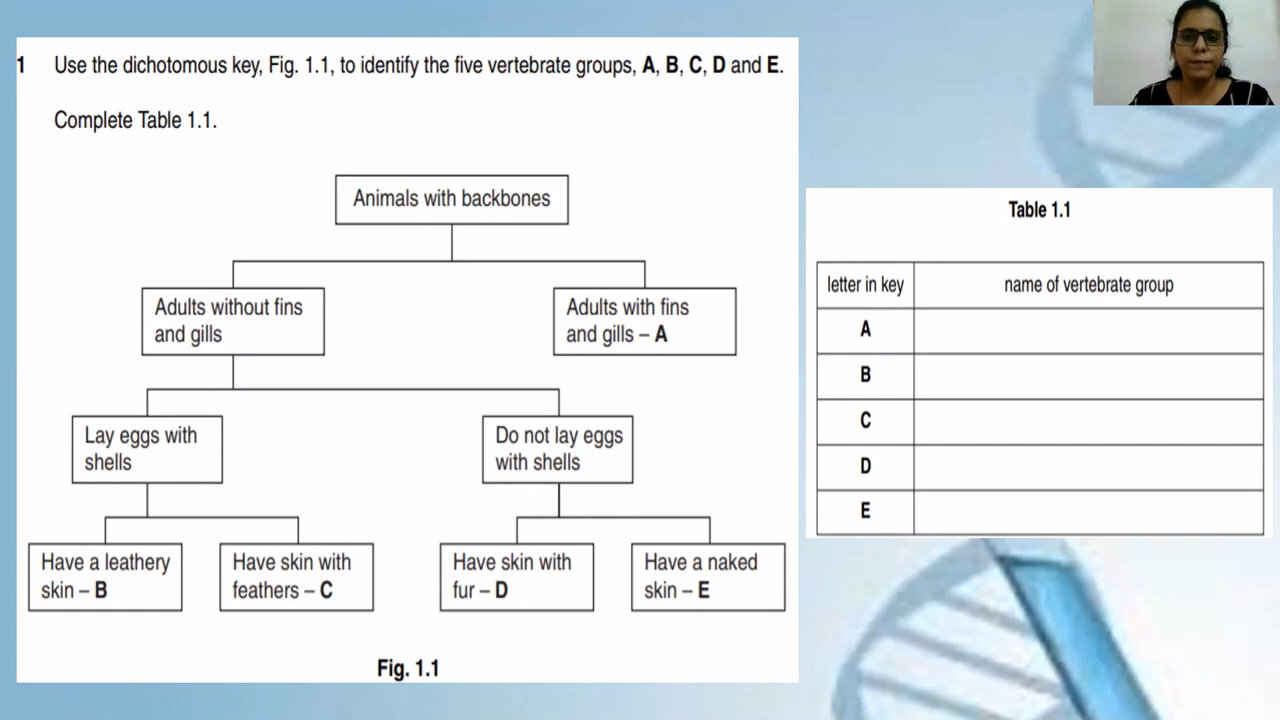 1 Use the dichotomous key, Fig. 1.1, to identify the five vertebrate groups, A, B, C, D and E.
Complete Table 1.1.
Animals with backbones
Adults without fins
and gills
Adults with fins
and gills – A
Lay eggs with
shells
Do not lay eggs
with shells
Have a leathery
skin – B
Have skin with
feathers – C
Have skin with
fur – D
Have a naked
skin – E
Fig. 1.1
Table 1.1
letter in key name of vertebrate group
A
B
C
D
E